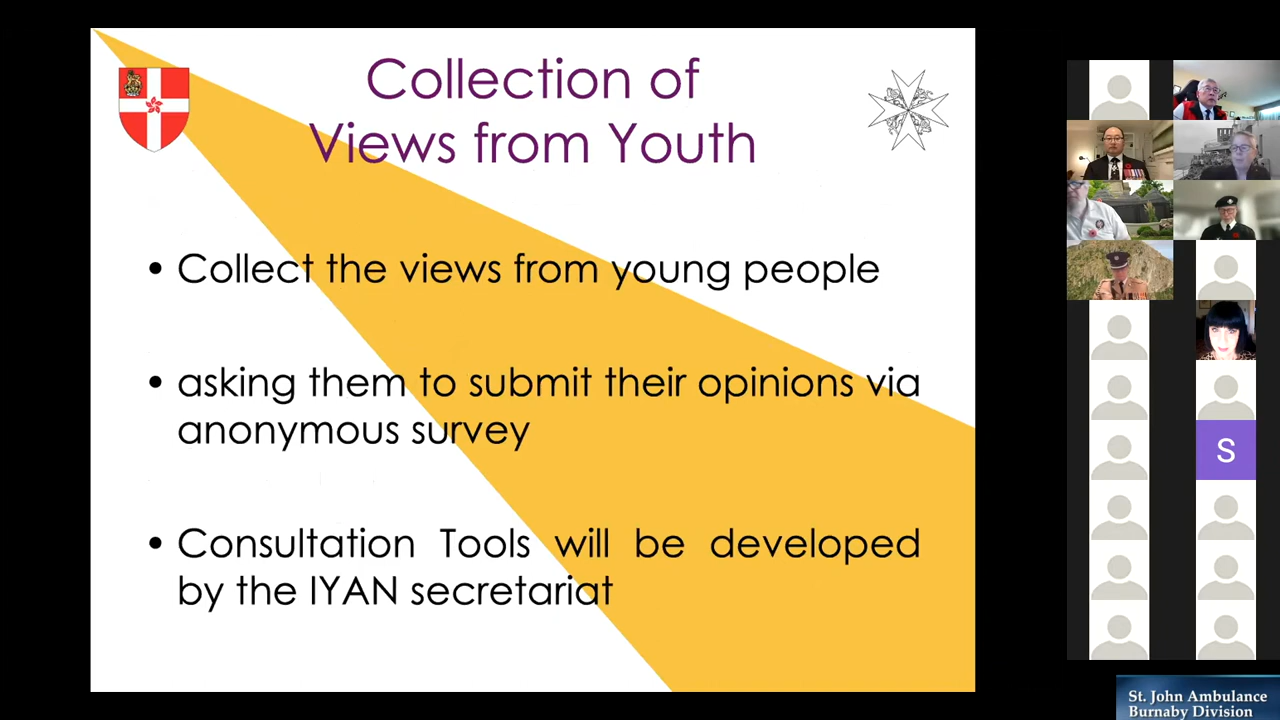 Collection of
Views from Youth
• Collect the views from young people
• asking them to submit their opinions via
anonymous survey
• Consultation Tools will be developed
by the IYAN secretariat
S
St. John Ambulance
Burnaby Division